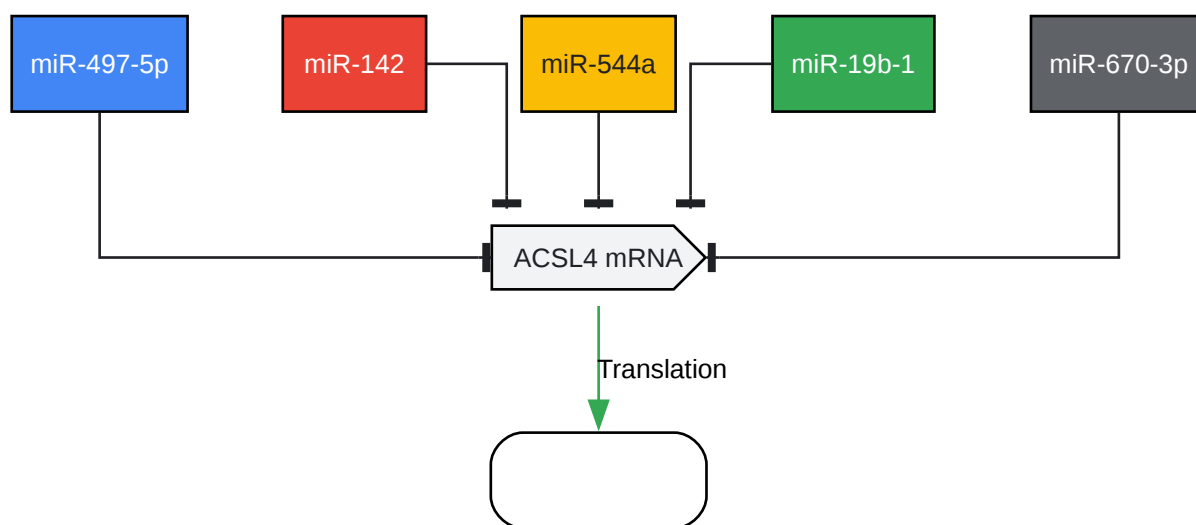 miR-497-5p
miR-142
miR-544a
miR-19b-1
miR-670-3p
ACSL4 mRNA
Translation